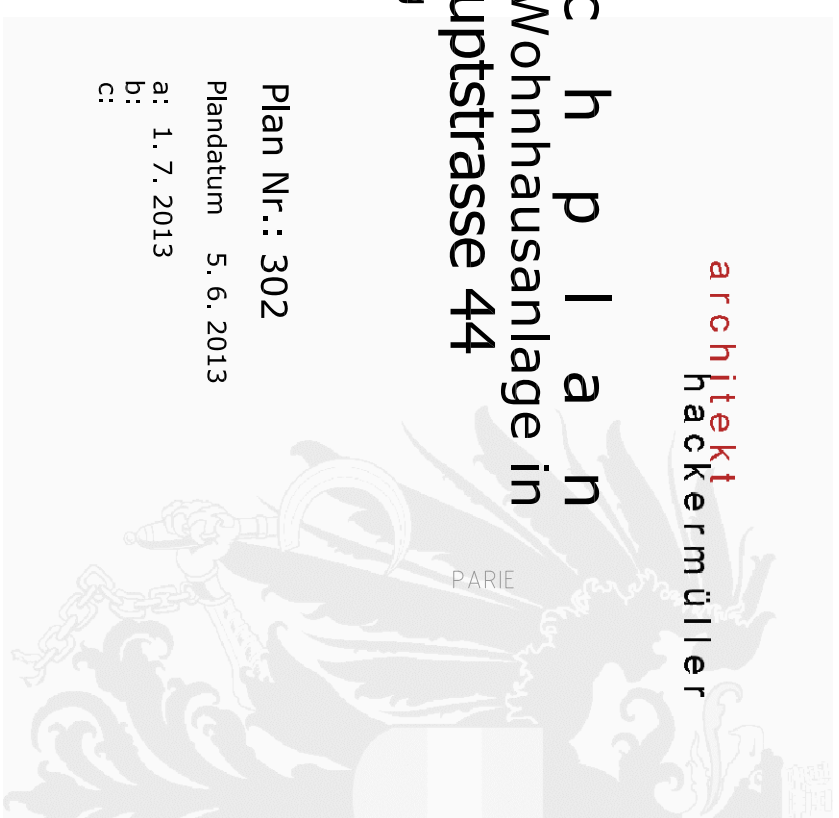 architekt
hackermüller
c h p l a n
Wohnhausanlage in
uptstrasse 44
Plan Nr.: 302
Plandatum 5. 6. 2013
a: 1. 7. 2013
b:
c:
PARIE